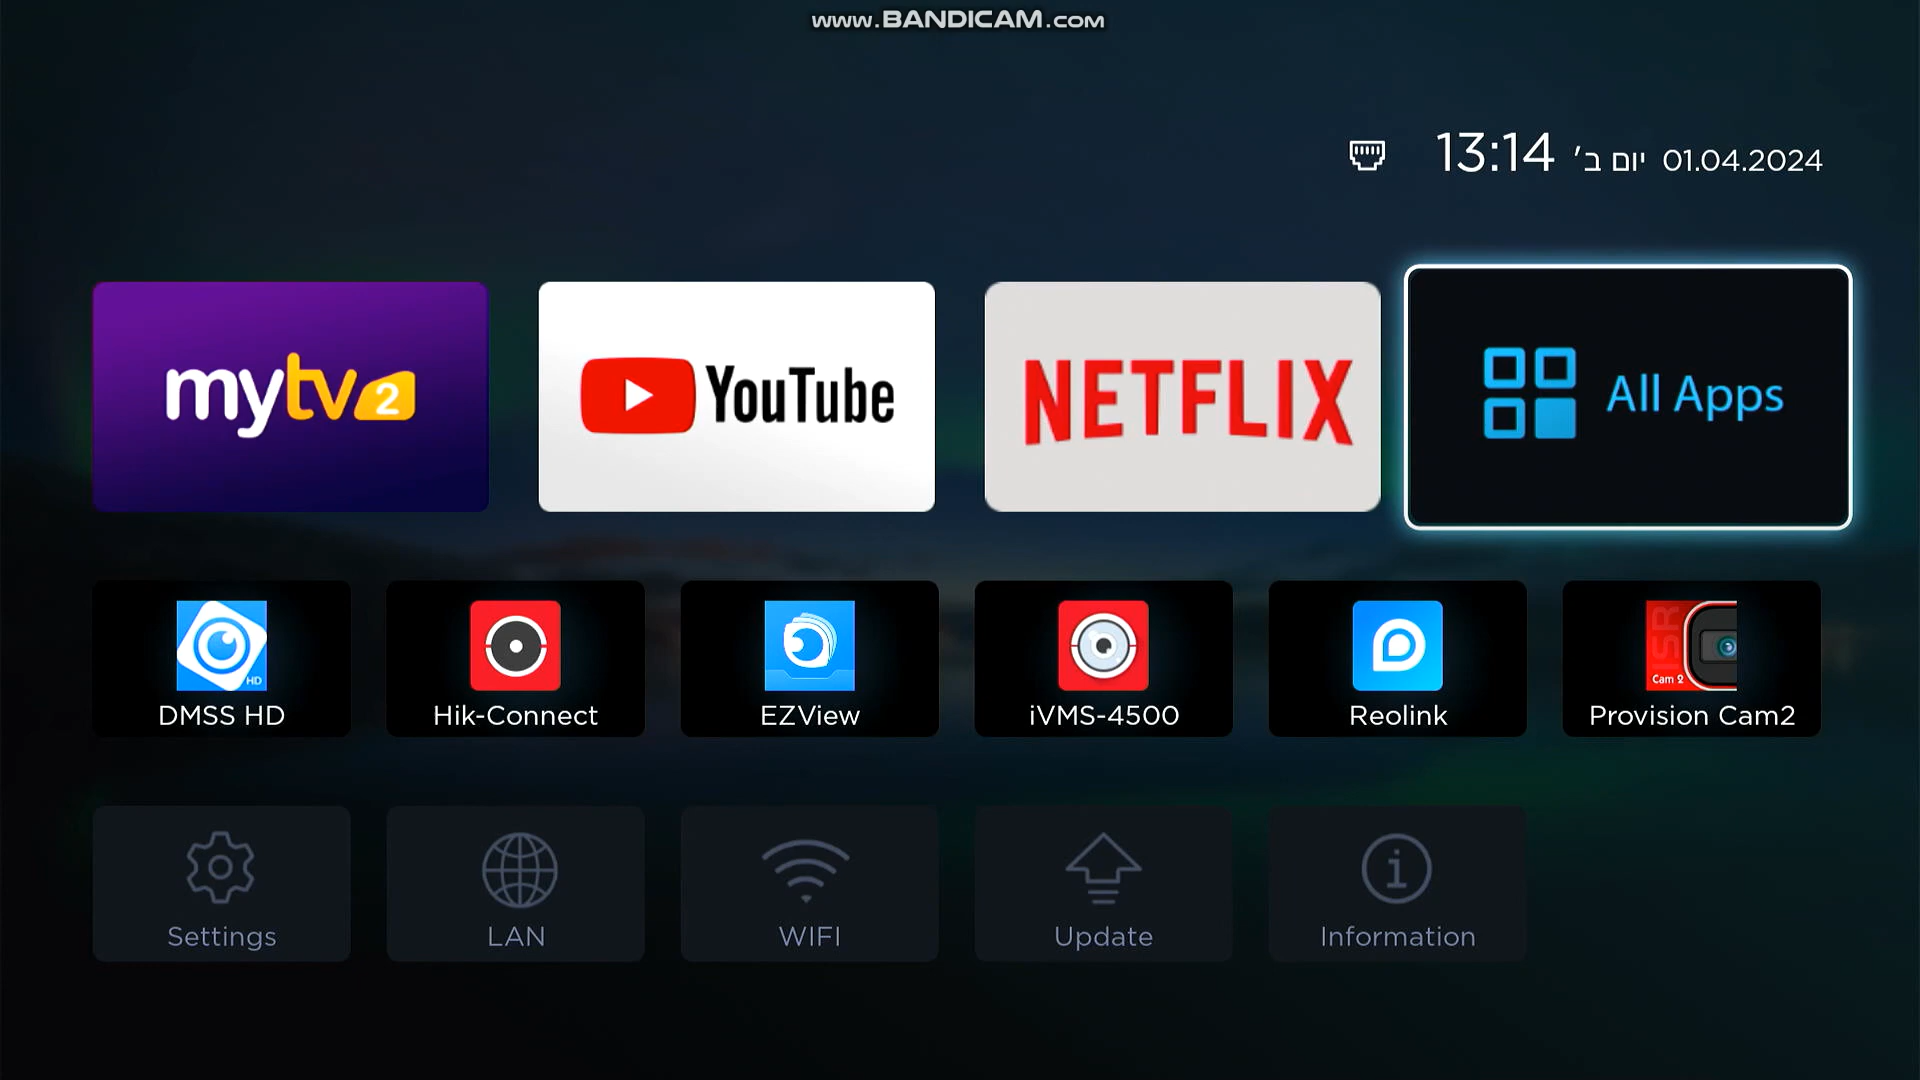 www.BANDICAM.com
13:14 יום ב׳ 01.04.2024
mytv2
YouTube
NETFLIX
All Apps
HD
ISR
Cam 2
DMSS HD
Hik-Connect
EZView
iVMS-4500
Reolink
Provision Cam2
Settings
LAN
WIFI
Update
Information